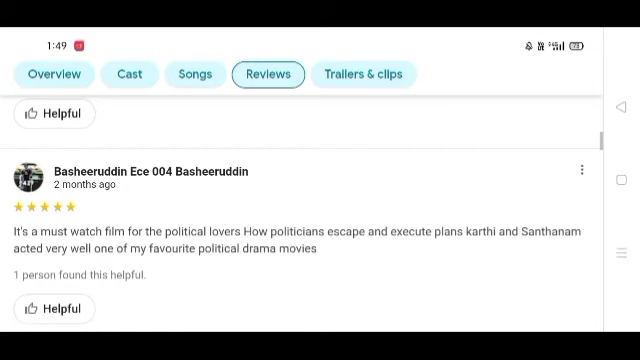 1:49
Overview Cast Songs Reviews Trailers & clips
Helpful
Basheeruddin Ece 004 Basheeruddin
2 months ago
It's a must watch film for the political lovers How politicians escape and execute plans karthi and Santhanam
acted very well one of my favourite political drama movies
1 person found this helpful.
Helpful